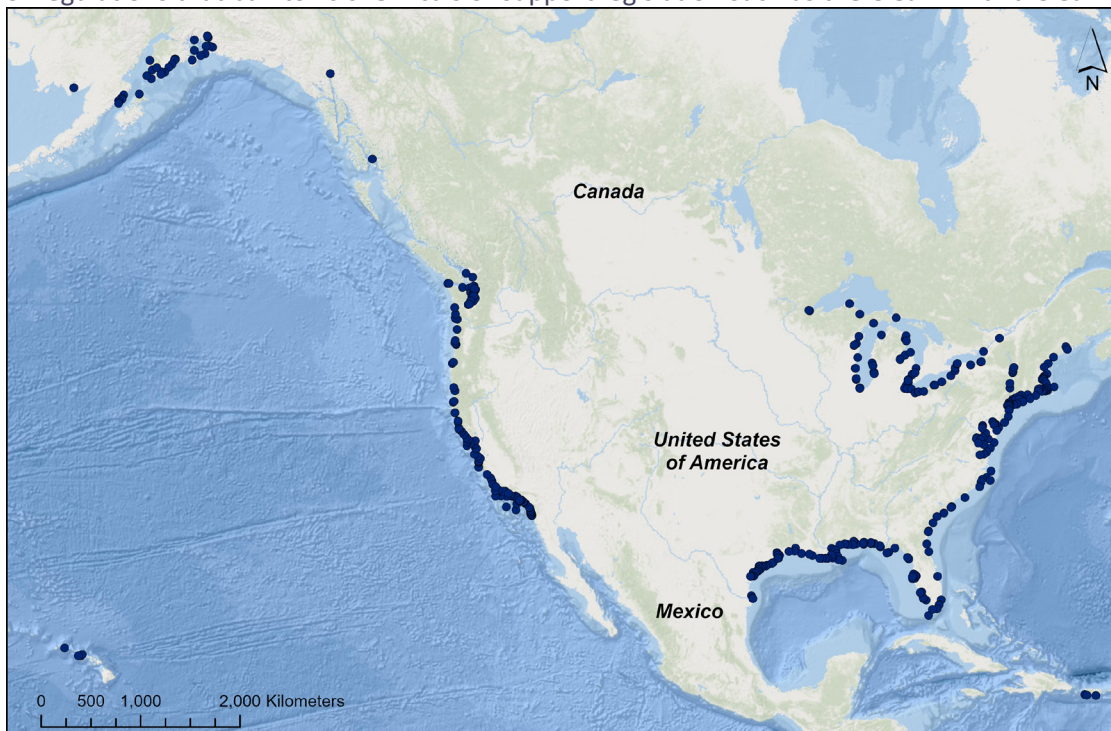 N
Canada
United States
of America
Mexico
0 500 1,000 2,000 Kilometers